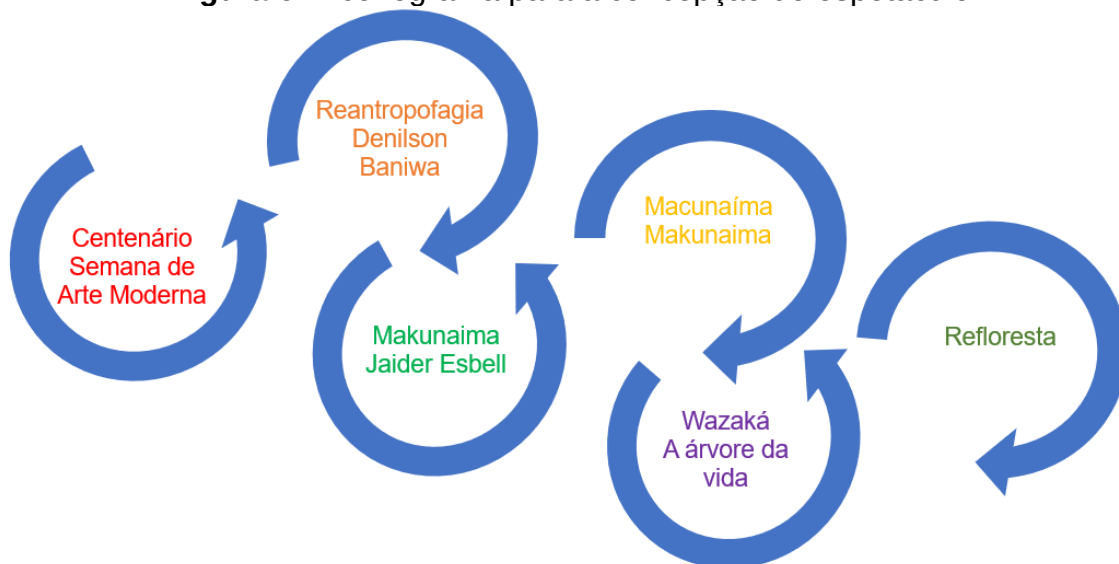 Centenário
Semana de
Arte Moderna
Reantropofagia
Denilson
Baniwa
Makunaima
Jaider Esbell
Macunaíma
Makunaima
Wazaká
A árvore da
vida
Refloresta